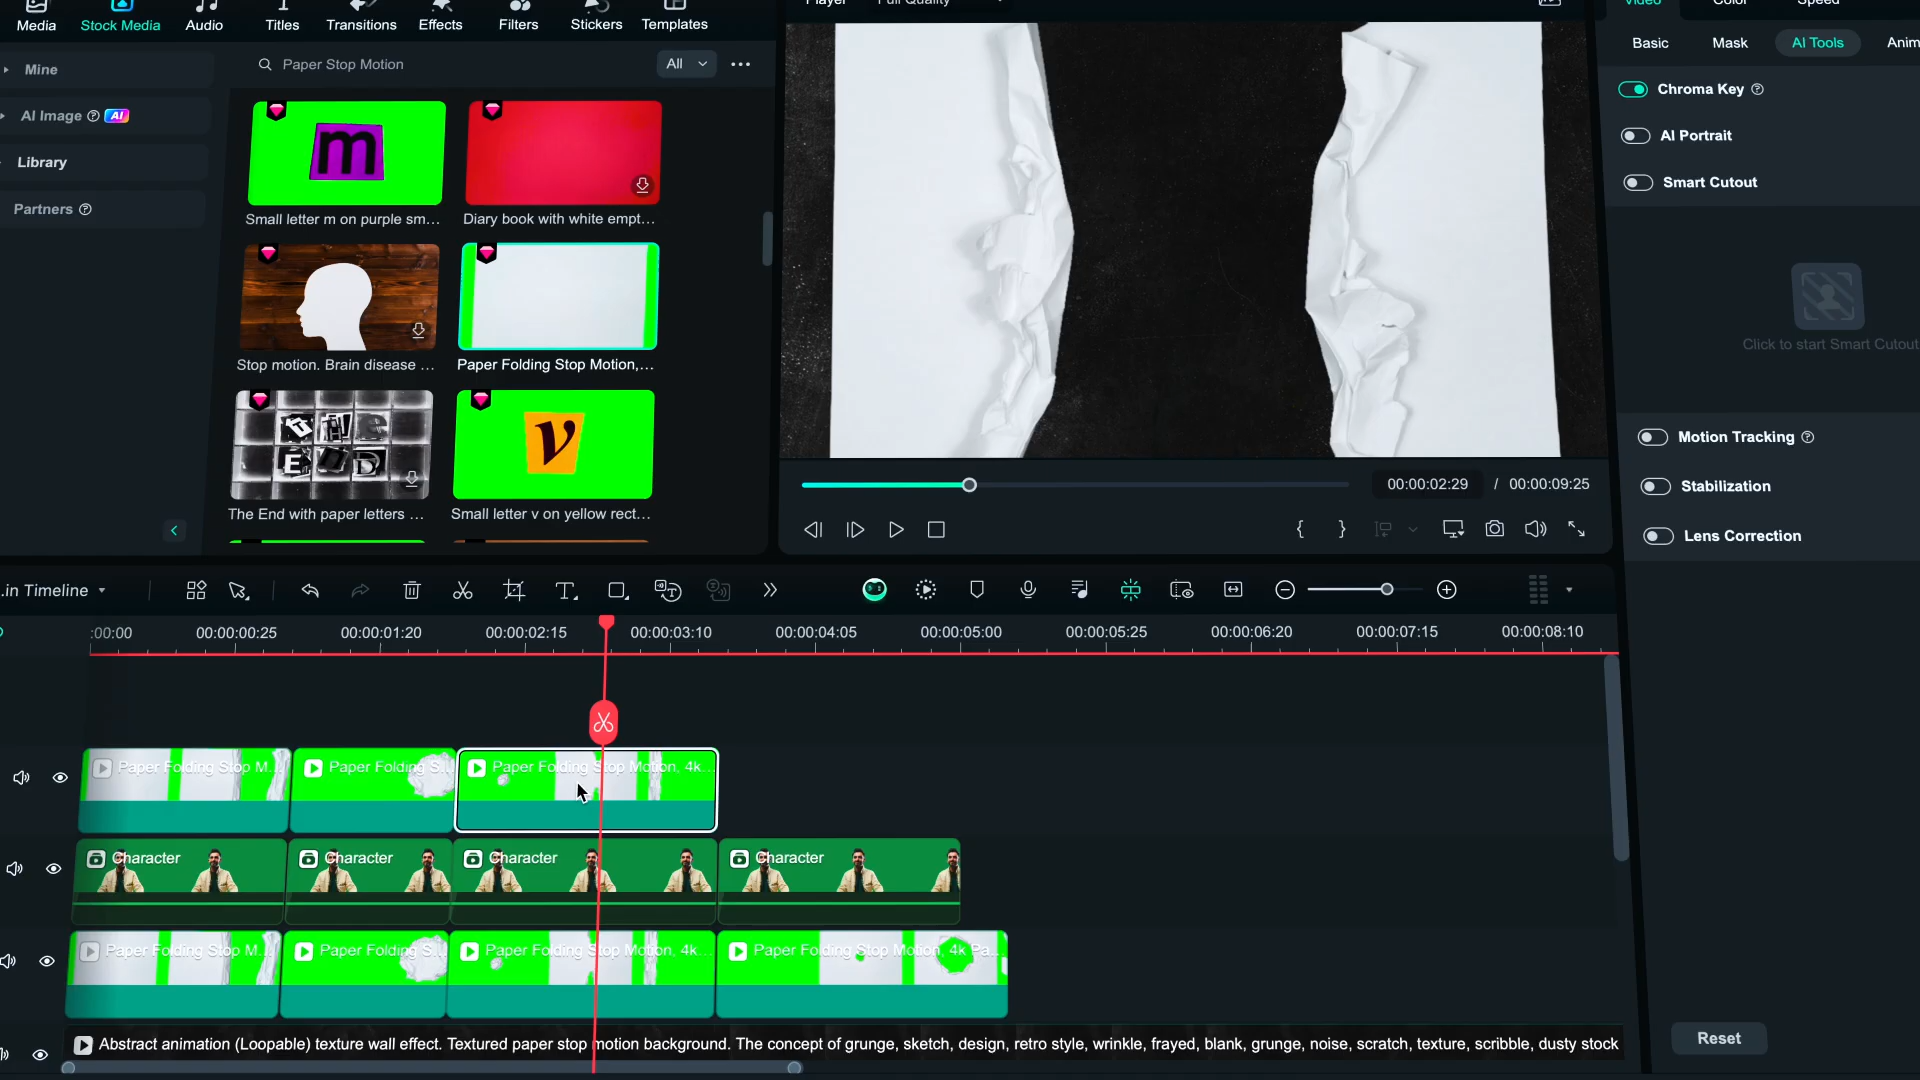 Media Stock Media Audio Titles Transitions Effects Filters Stickers Templates
Mine
AI Image AI
Library
Partners
Paper Stop Motion
All
m
Small letter m on purple sm...
Diary book with white empt...
Stop motion. Brain disease ...
Paper Folding Stop Motion,...
THE
END
The End with paper letters ...
v
Small letter v on yellow rect...
Player Full Quality
00:00:02:29 / 00:00:09:25
Video Color Speed
Basic Mask AI Tools Anim
Chroma Key
AI Portrait
Smart Cutout
Click to start Smart Cutout
Motion Tracking
Stabilization
Lens Correction
Reset
.in Timeline
:00:00 00:00:00:25 00:00:01:20 00:00:02:15 00:00:03:10 00:00:04:05 00:00:05:00 00:00:05:25 00:00:06:20 00:00:07:15 00:00:08:10
Paper Folding Stop M... Paper Folding S... Paper Folding Stop Motion, 4k...
Character Character Character Character
Paper Folding Stop M... Paper Folding S... Paper Folding Stop Motion, 4k... Paper Folding Stop Motion, 4k Pa...
Abstract animation (Loopable) texture wall effect. Textured paper stop motion background. The concept of grunge, sketch, design, retro style, wrinkle, frayed, blank, grunge, noise, scratch, texture, scribble, dusty stock